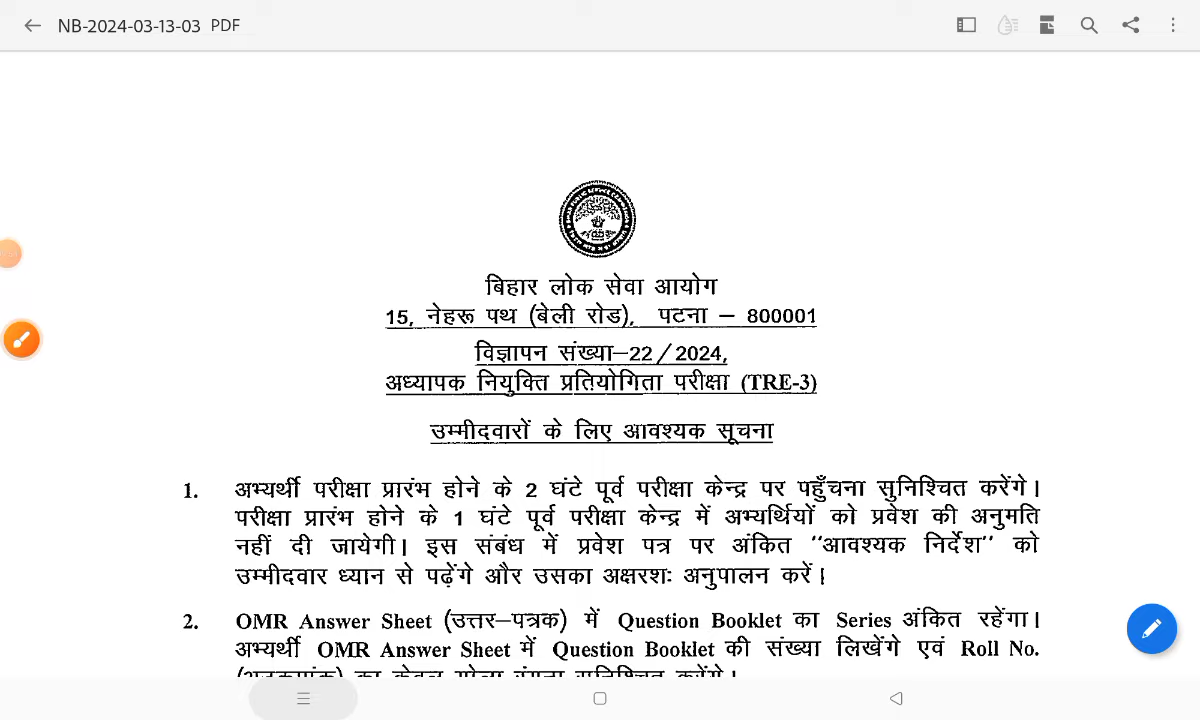 NB-2024-03-13-03 PDF
बिहार लोक सेवा आयोग
15, नेहरू पथ (बेली रोड), पटना – 800001
विज्ञापन संख्या–22/2024,
अध्यापक नियुक्ति प्रतियोगिता परीक्षा (TRE-3)
उम्मीदवारों के लिए आवश्यक सूचना
1. अभ्यर्थी परीक्षा प्रारंभ होने के 2 घंटे पूर्व परीक्षा केन्द्र पर पहुँचना सुनिश्चित करेंगे।
परीक्षा प्रारंभ होने के 1 घंटे पूर्व परीक्षा केन्द्र में अभ्यर्थियों को प्रवेश की अनुमति
नहीं दी जायेगी। इस संबंध में प्रवेश पत्र पर अंकित "आवश्यक निर्देश" को
उम्मीदवार ध्यान से पढ़ेंगे और उसका अक्षरशः अनुपालन करें।
2. OMR Answer Sheet (उत्तर–पत्रक) में Question Booklet का Series अंकित रहेंगा।
अभ्यर्थी OMR Answer Sheet में Question Booklet की संख्या लिखेंगे एवं Roll No.
का केवल गोला रंगना सुनिश्चित करेंगे।